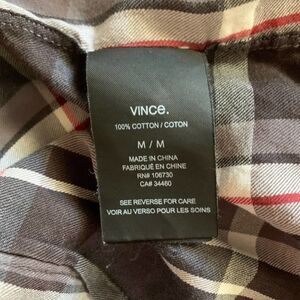 VINCE.
100% COTTON / COTON
M / M
MADE IN CHINA
FABRIQUÉ EN CHINE
RN# 106730
CA# 34460
SEE REVERSE FOR CARE
VOIR AU VERSO POUR LES SOINS